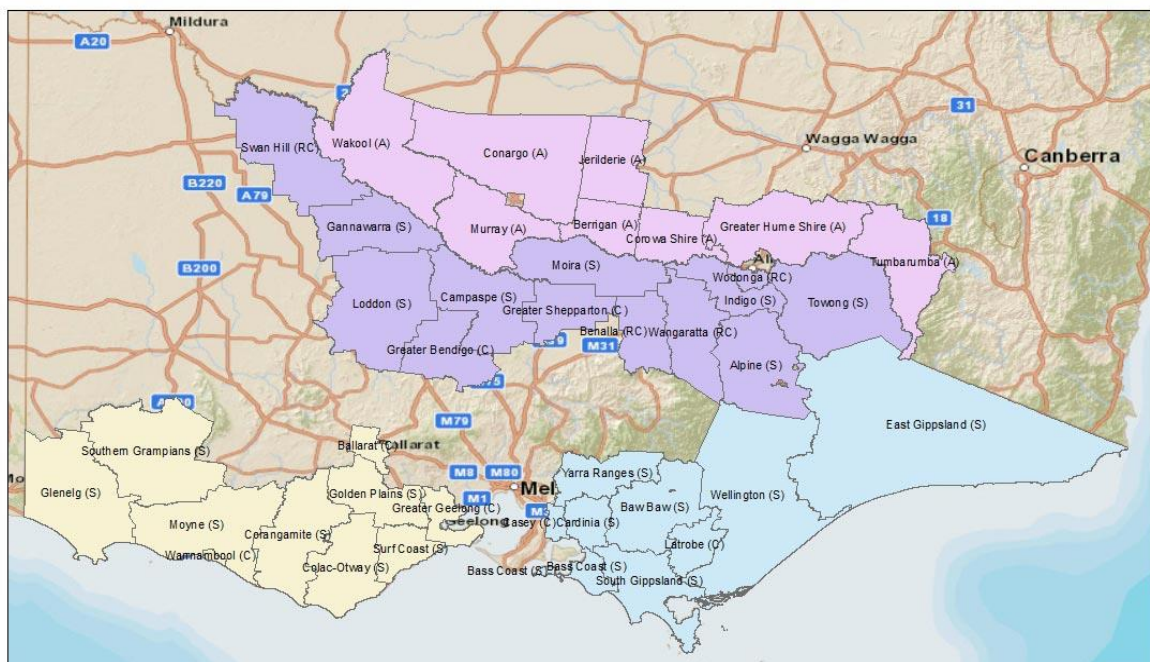 Mildura
A20
31
Wagga Wagga
Canberra
Swan Hill (RC)
Wakool (A)
Conargo (A)
Jerilderie (A)
B220
A79
18
Gannawarra (S)
Murray (A)
Berrigan (A)
Corowa Shire (A)
Greater Hume Shire (A)
Tumbarumba (A)
B200
Moira (S)
Wodonga (RC)
Loddon (S)
Campaspe (S)
Indigo (S)
Towong (S)
Greater Shepparton (C)
Benalla (RC)
Wangaratta (RC)
M31
Greater Bendigo (C)
Alpine (S)
M79
Southern Grampians (S)
Ballarat (C)
East Gippsland (S)
Glenelg (S)
M8
M80
Yarra Ranges (S)
Golden Plains (S)
Mel
Wellington (S)
M1
Greater Geelong (C)
Baw Baw (S)
Moyne (S)
Geelong
Casey (C)
Cardinia (S)
Corangamite (S)
Surf Coast (S)
Latrobe (C)
Warrnambool (C)
Colac-Otway (S)
Bass Coast (S)
Bass Coast (S)
South Gippsland (S)